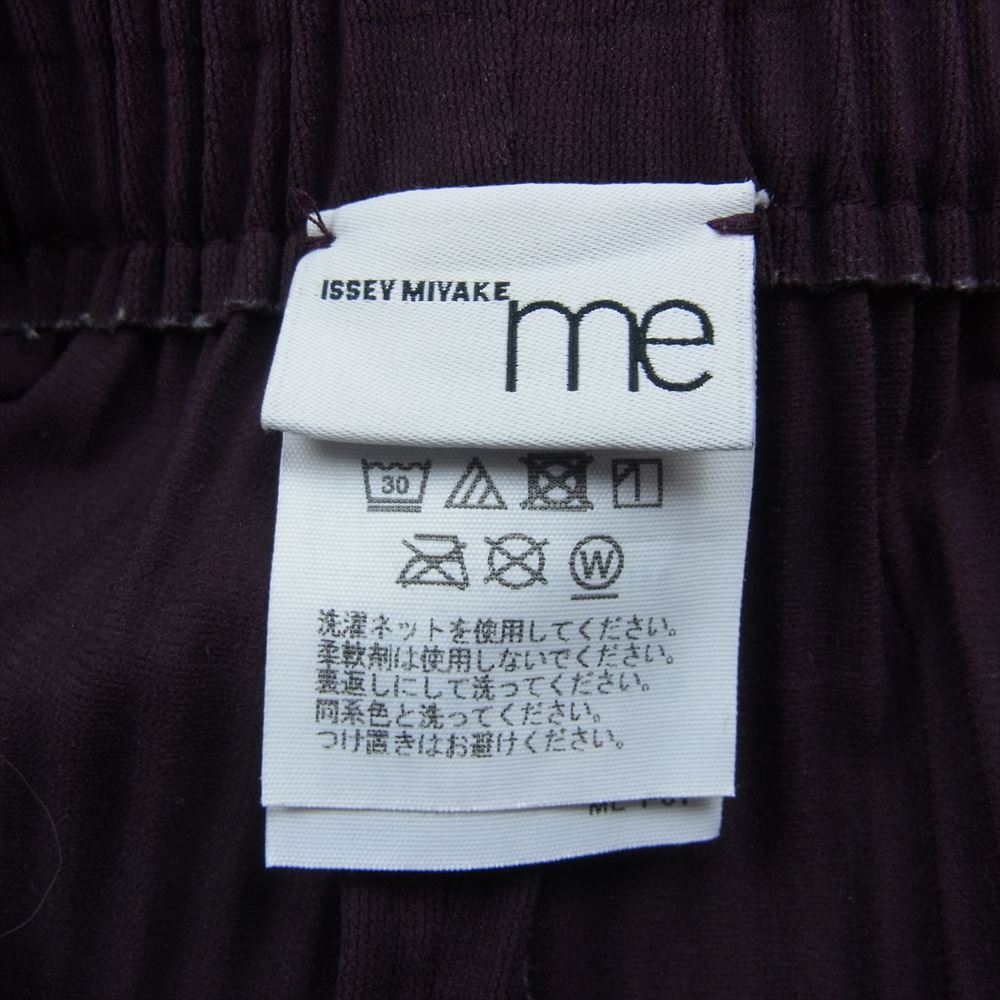 ISSEY MIYAKE
me
30
W
洗濯ネットを使用してください。
柔軟剤は使用しないでください。
裏返しにして洗ってください。
同系色と洗ってください。
つけ置きはお避けください。